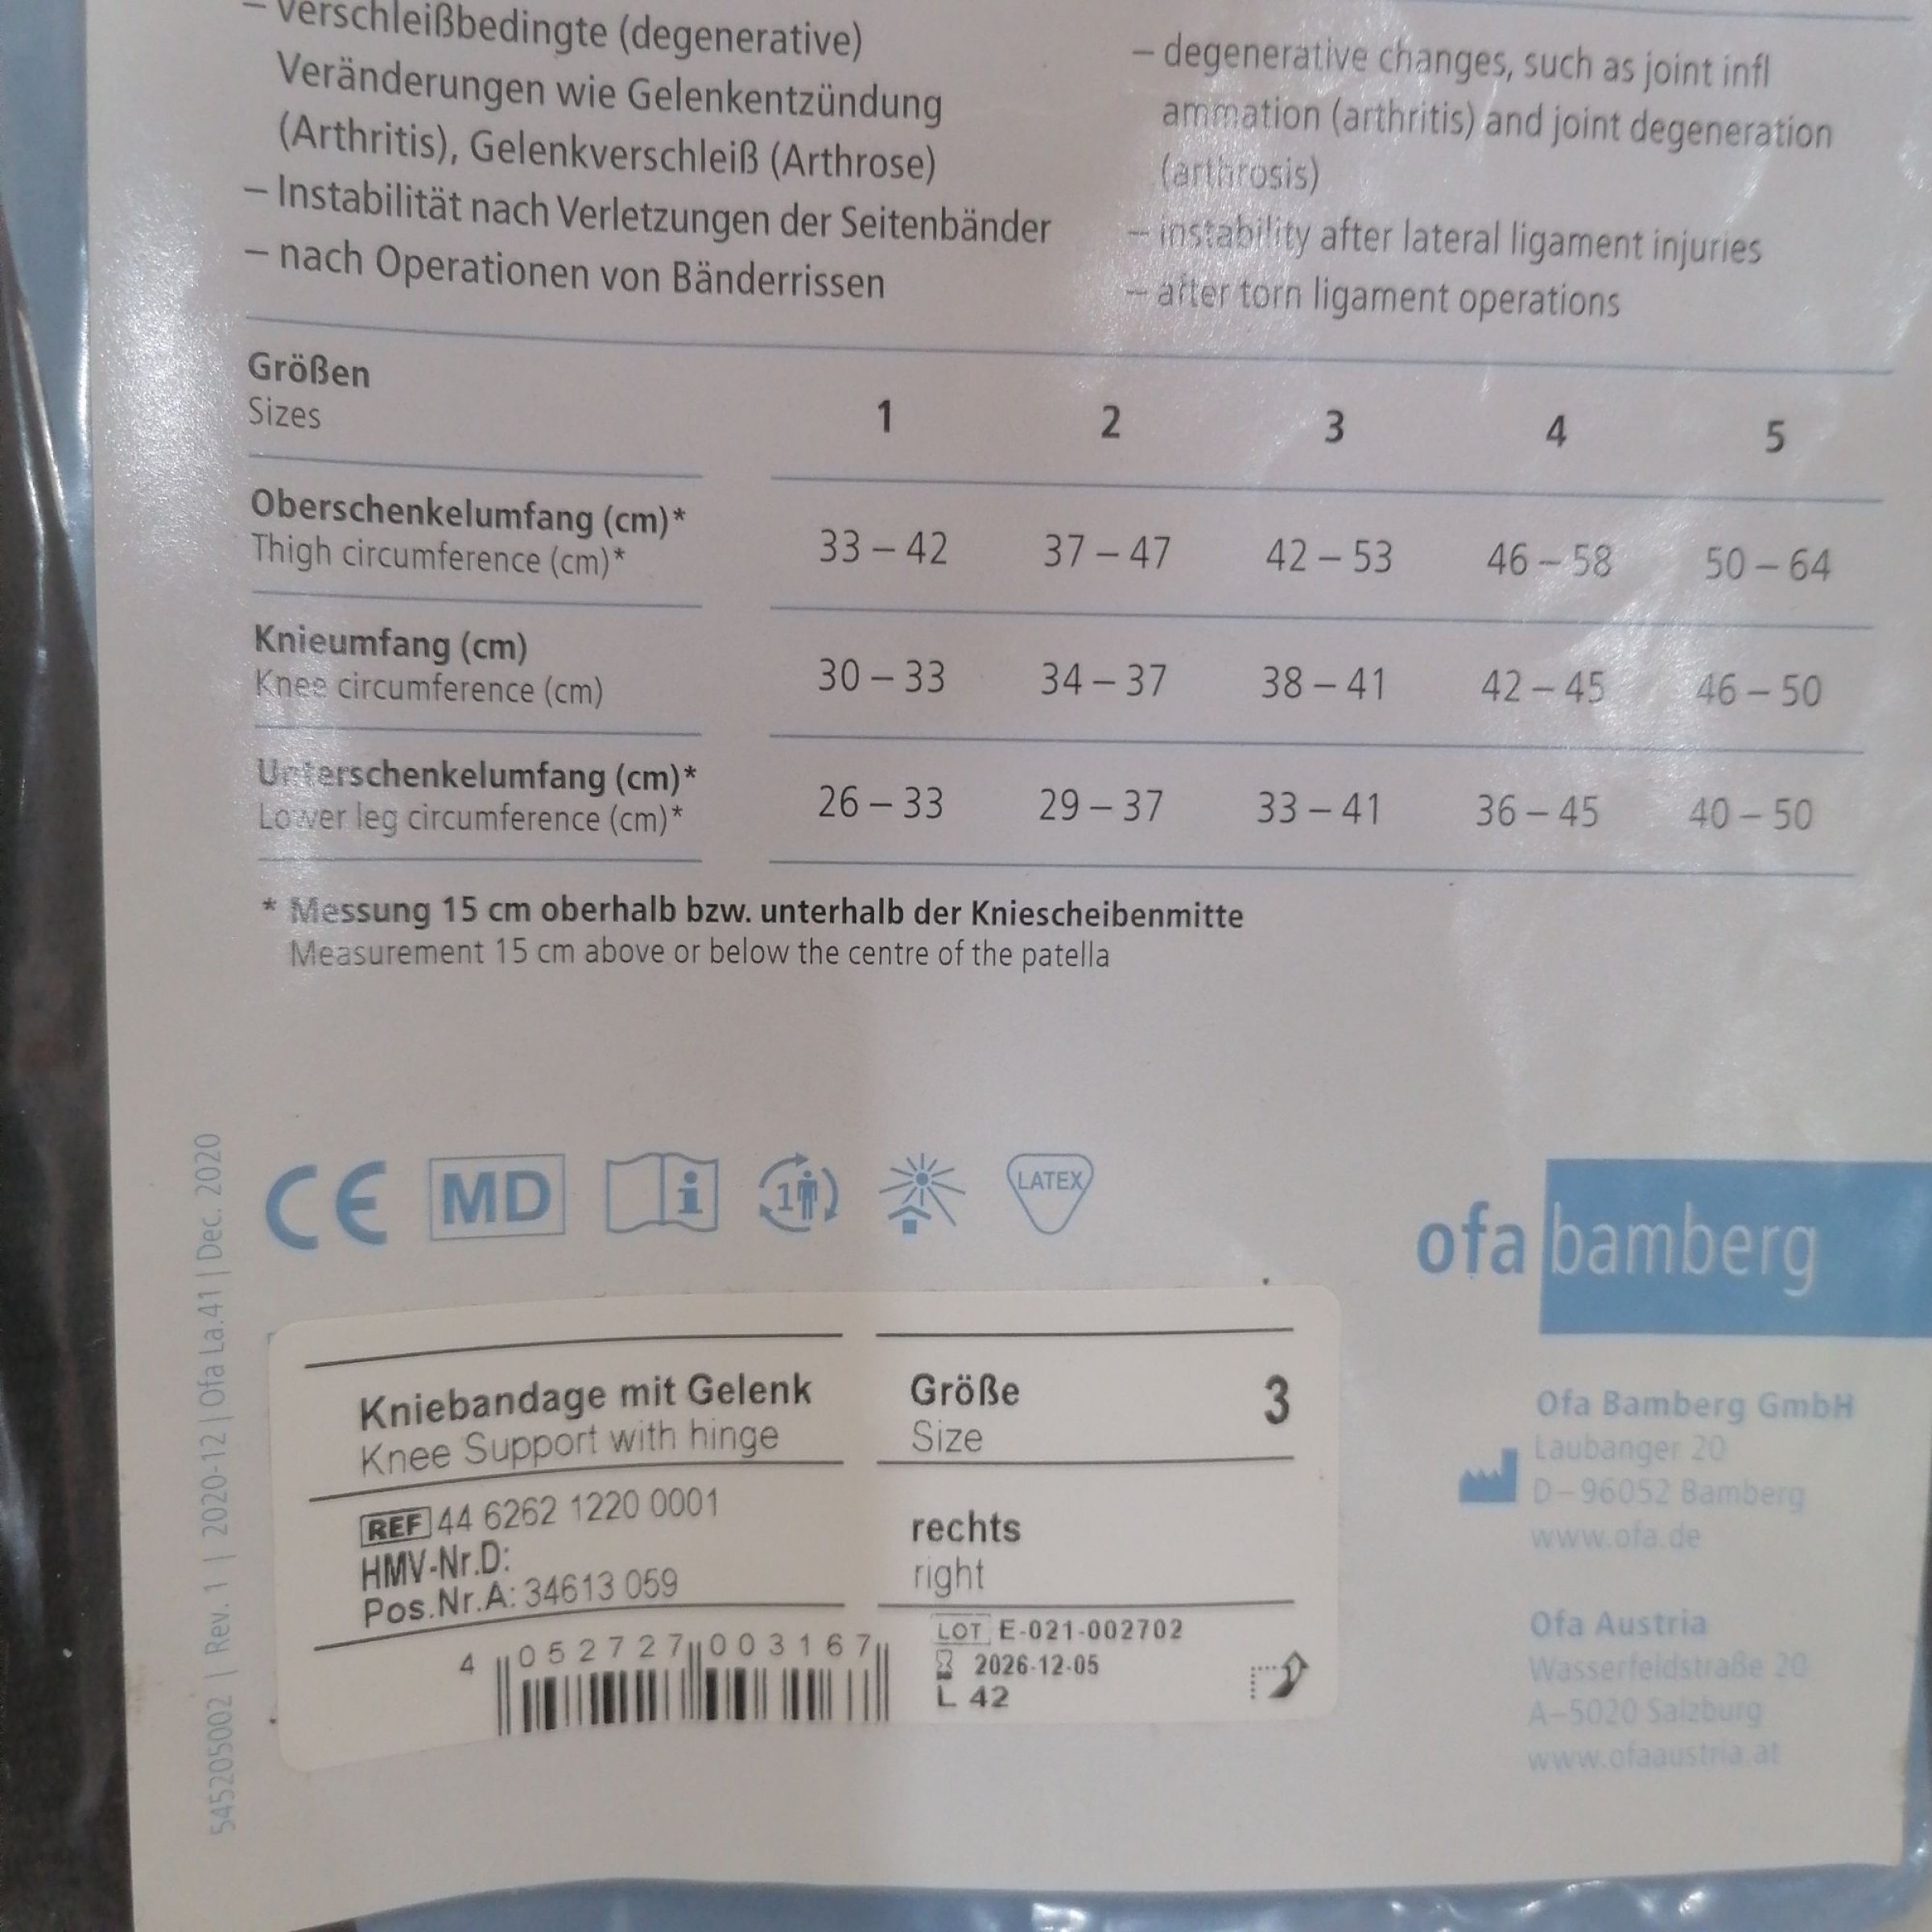 – verschleißbedingte (degenerative)
Veränderungen wie Gelenkentzündung
(Arthritis), Gelenkverschleiß (Arthrose)
– Instabilität nach Verletzungen der Seitenbänder
– nach Operationen von Bänderrissen
– degenerative changes, such as joint infl
ammation (arthritis) and joint degeneration
(arthrosis)
– instability after lateral ligament injuries
– after torn ligament operations
Größen
Sizes
1 2 3 4 5
Oberschenkelumfang (cm)*
Thigh circumference (cm)*
33 – 42 37 – 47 42 – 53 46 – 58 50 – 64
Knieumfang (cm)
Knee circumference (cm)
30 – 33 34 – 37 38 – 41 42 – 45 46 – 50
Unterschenkelumfang (cm)*
Lower leg circumference (cm)*
26 – 33 29 – 37 33 – 41 36 – 45 40 – 50
* Messung 15 cm oberhalb bzw. unterhalb der Kniescheibenmitte
Measurement 15 cm above or below the centre of the patella
CE MD i 1 LATEX
ofa bamberg
Kniebandage mit Gelenk
Knee Support with hinge
Größe
Size
3
REF 44 6262 1220 0001
HMV-Nr.D:
Pos.Nr.A: 34613 059
rechts
right
4 052727 003167
LOT E-021-002702
2026-12-05
L 42
Ofa Bamberg GmbH
Laubanger 20
D–96052 Bamberg
www.ofa.de
Ofa Austria
Wasserfeldstraße 20
A–5020 Salzburg
www.ofaaustria.at
545205002 | Rev. 1 | 2020-12 | Ofa La.41 | Dec. 2020